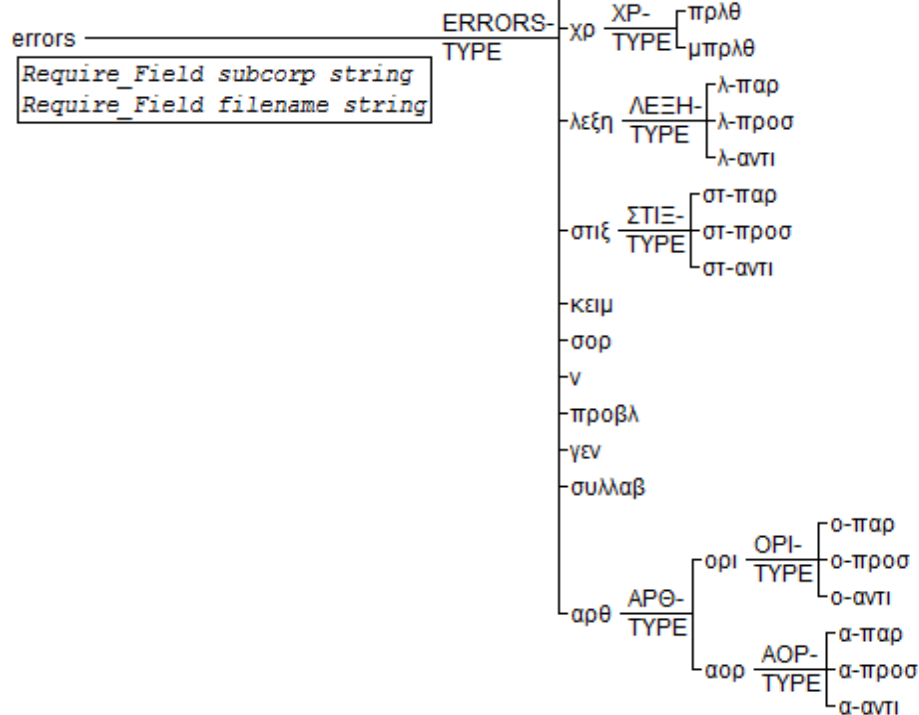 errors
Require_Field subcorp string
Require_Field filename string
ERRORS-
TYPE
χρ
ΧΡ-
TYPE
πρλθ
μπρλθ
λεξη
ΛΕΞΗ-
TYPE
λ-παρ
λ-προσ
λ-αντι
στιξ
ΣΤΙΞ-
TYPE
στ-παρ
στ-προσ
στ-αντι
κειμ
σορ
ν
προβλ
γεν
συλλαβ
αρθ
ΑΡΘ-
TYPE
ορι
ΟΡΙ-
TYPE
ο-παρ
ο-προσ
ο-αντι
αορ
ΑΟΡ-
TYPE
α-παρ
α-προσ
α-αντι